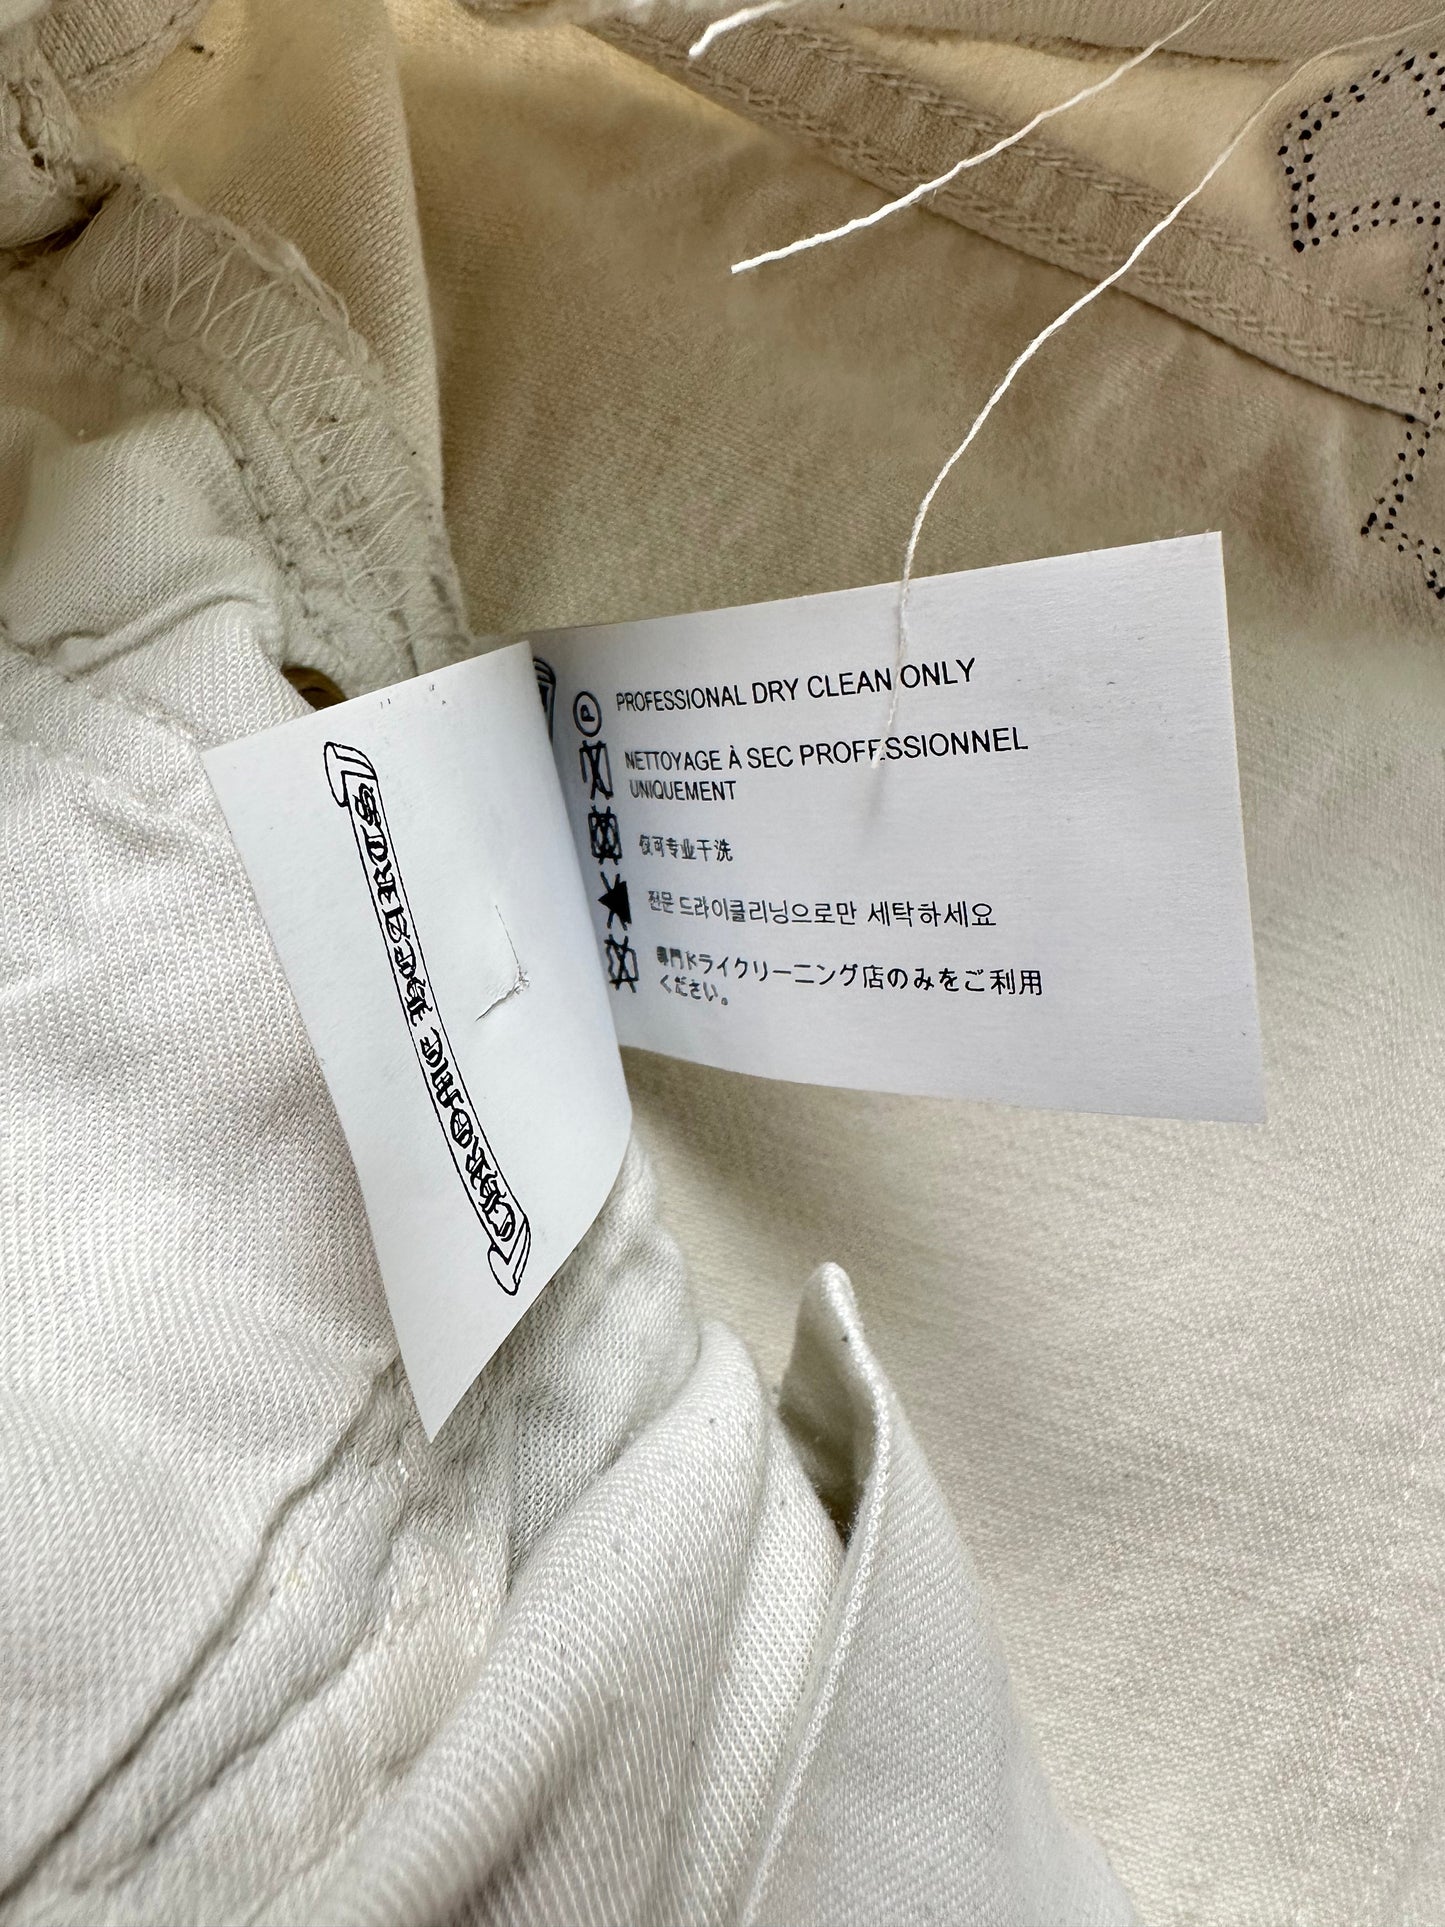 CHROME HEARTS
PROFESSIONAL DRY CLEAN ONLY
NETTOYAGE À SEC PROFESSIONNEL
UNIQUEMENT
仅可专业干洗
전문 드라이클리닝으로만 세탁하세요
専門ドライクリーニング店のみをご利用
ください。